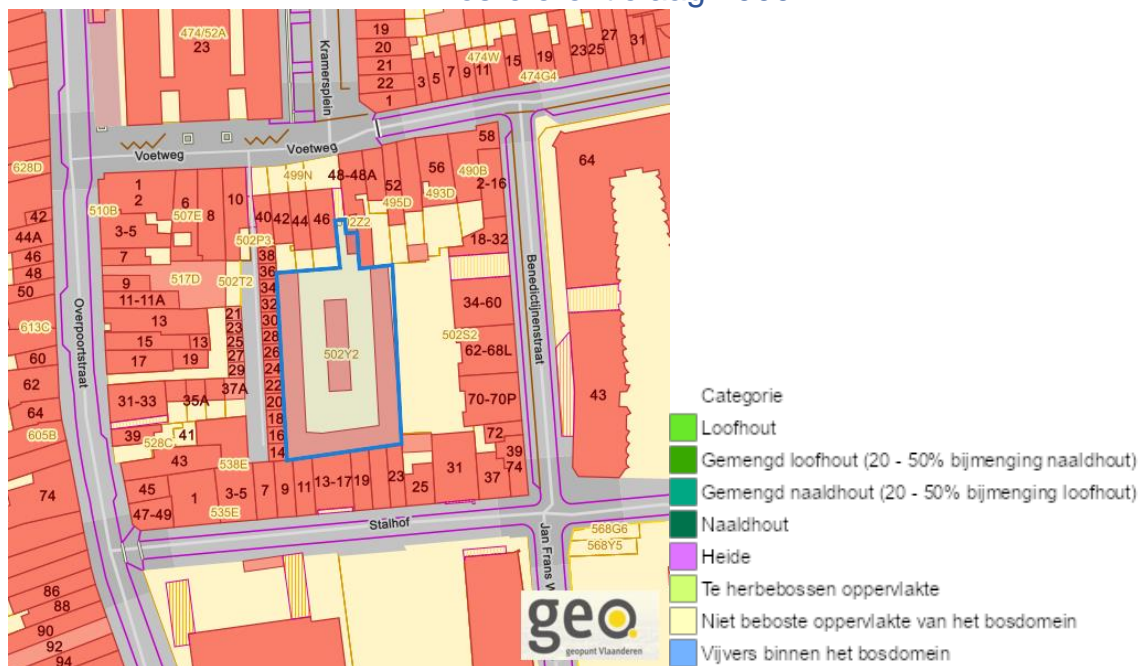 474/52A
23
Kramersplein
19
20
21
22
1
474W
3 5 7 9 11 15 19 23 25 27 31
474G4
Voetweg
Voetweg
628D
1
2
6
8
10
510B
507E
3-5
7
499N
48-48A
52
56
58
490B
2-16
64
495D
493D
40 42 44 46
502P3
18-32
42
44A
46
48
50
613C
60
62
64
605B
74
Overpoortstraat
517D
502T2
9
11-11A
13
15
13
17
19
21
23
25
27
29
37A
31-33
35A
39
528C
41
43
538E
38
36
34
32
30
28
26
24
22
20
18
16
14
502Y2
502S2
34-60
62-68L
70-70P
72
39
74
Benedictijnenstraat
43
45
47-49
1
3-5
535E
7 9 11 13-17 19 23 25 31 37
Stalhof
Jan Frans W
568G6
568Y5
86
88
90
92
94
geo.
geopunt Vlaanderen
Categorie
Loofhout
Gemengd loofhout (20 - 50% bijmenging naaldhout)
Gemengd naaldhout (20 - 50% bijmenging loofhout)
Naaldhout
Heide
Te herbebossen oppervlakte
Niet beboste oppervlakte van het bosdomein
Vijvers binnen het bosdomein